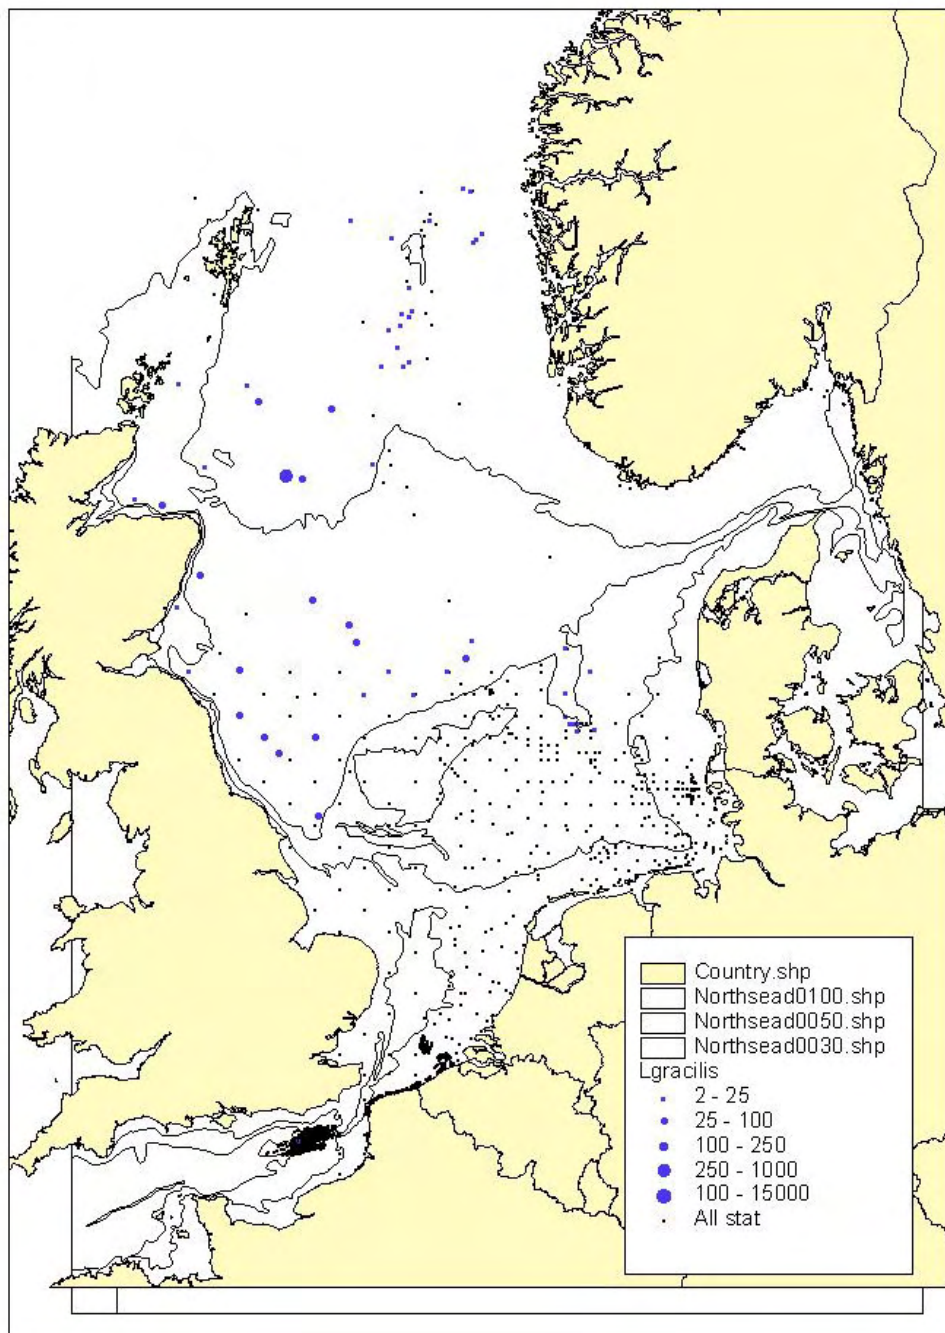 Country.shp
Northsead0100.shp
Northsead0050.shp
Northsead0030.shp
Lgracilis
2 - 25
25 - 100
100 - 250
250 - 1000
100 - 15000
All stat